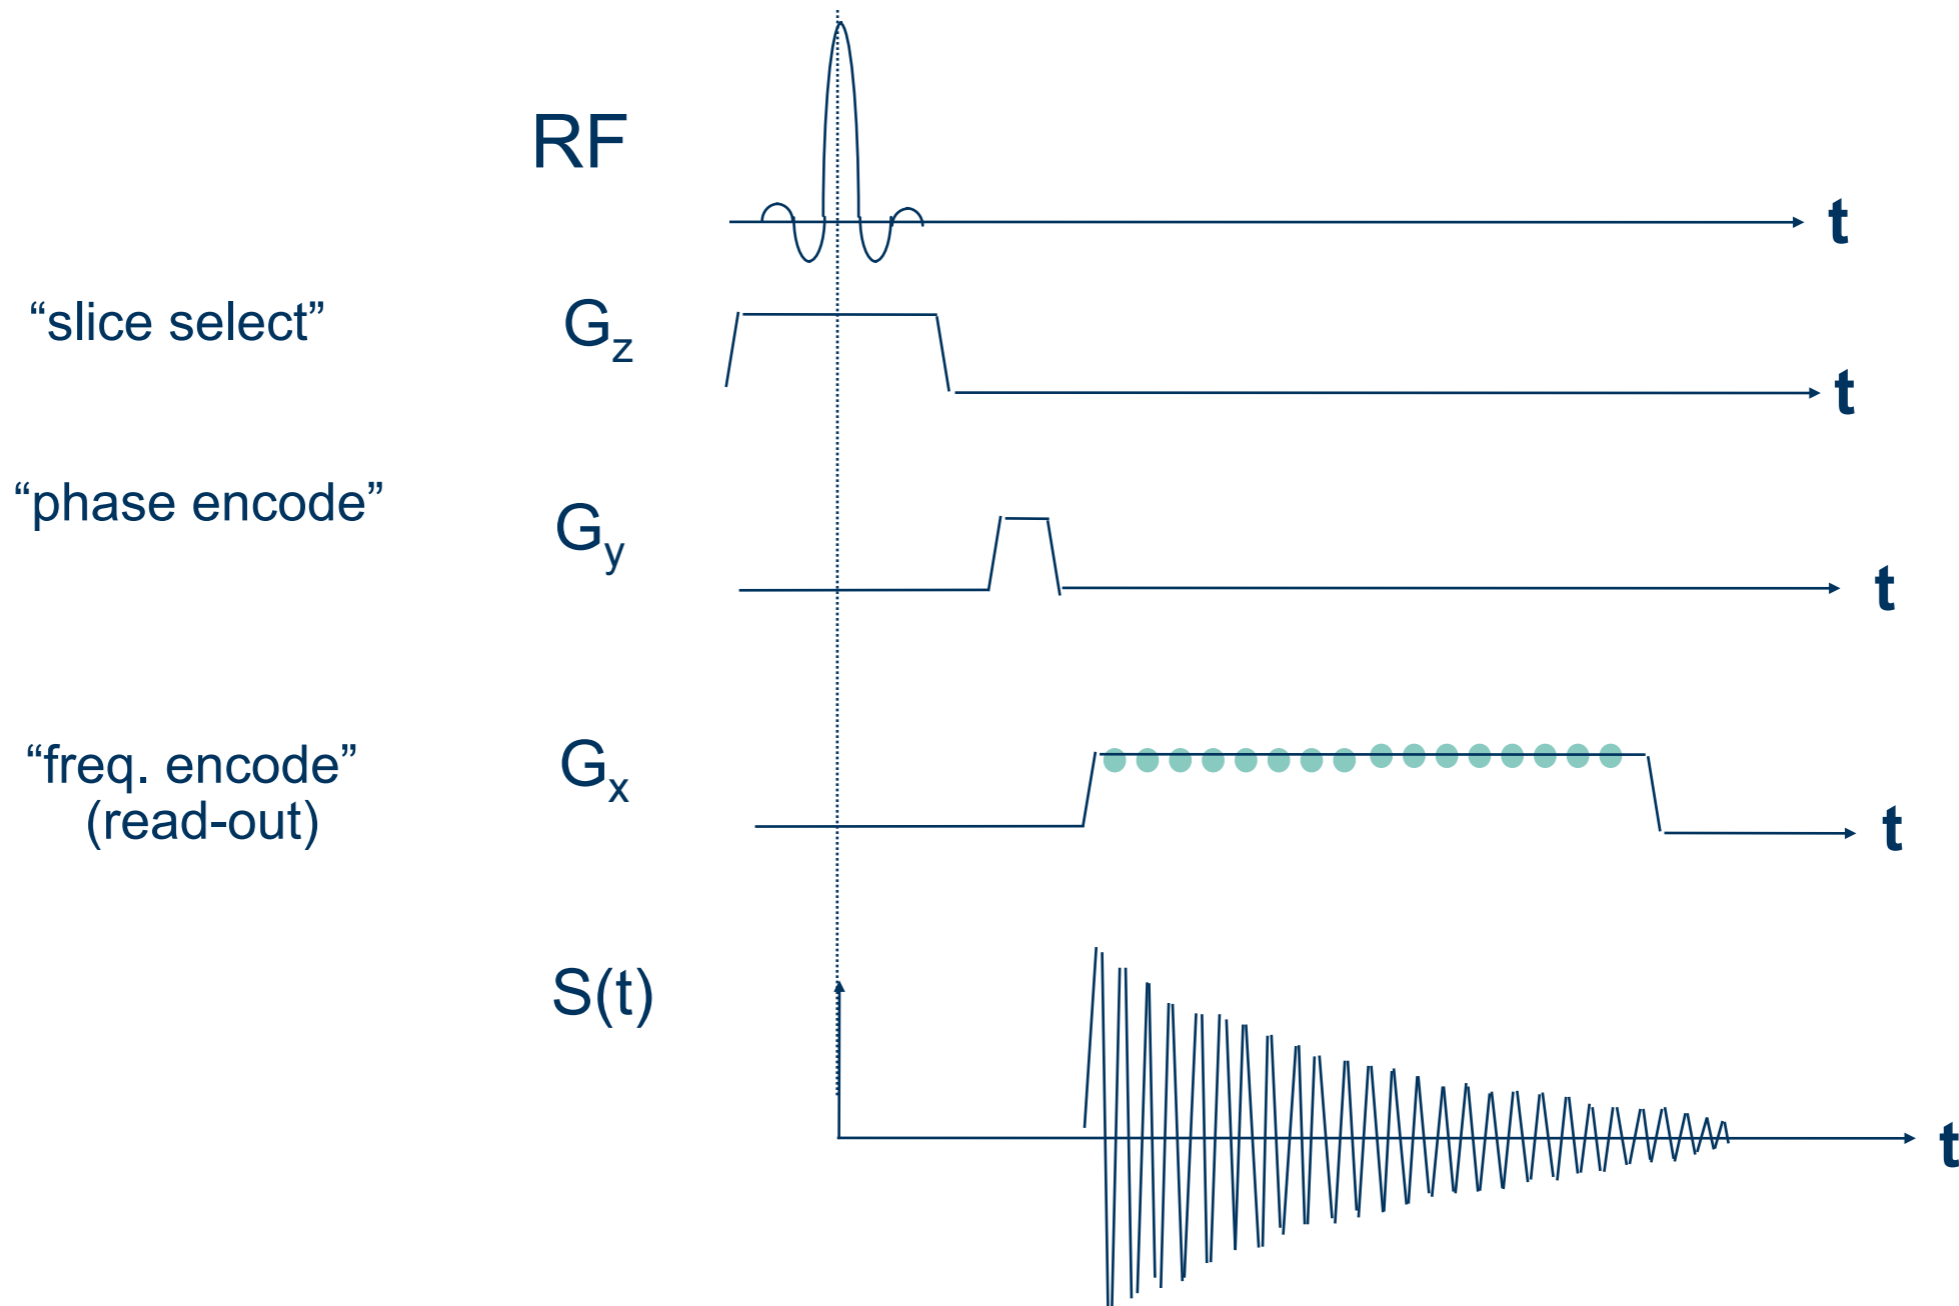 RF
t
“slice select”
Gz
t
“phase encode”
Gy
t
“freq. encode”
(read-out)
Gx
t
S(t)
t